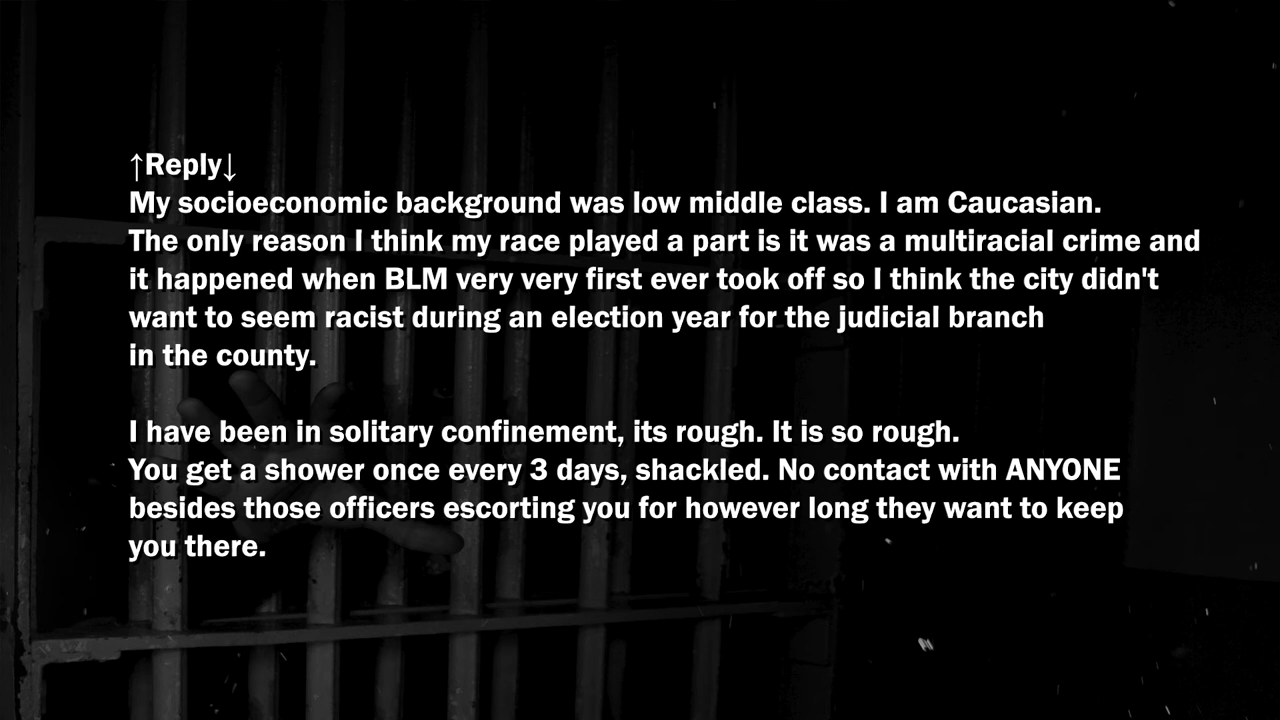 ↑Reply↓
My socioeconomic background was low middle class. I am Caucasian.
The only reason I think my race played a part is it was a multiracial crime and
it happened when BLM very very first ever took off so I think the city didn't
want to seem racist during an election year for the judicial branch
in the county.
I have been in solitary confinement, its rough. It is so rough.
You get a shower once every 3 days, shackled. No contact with ANYONE
besides those officers escorting you for however long they want to keep
you there.